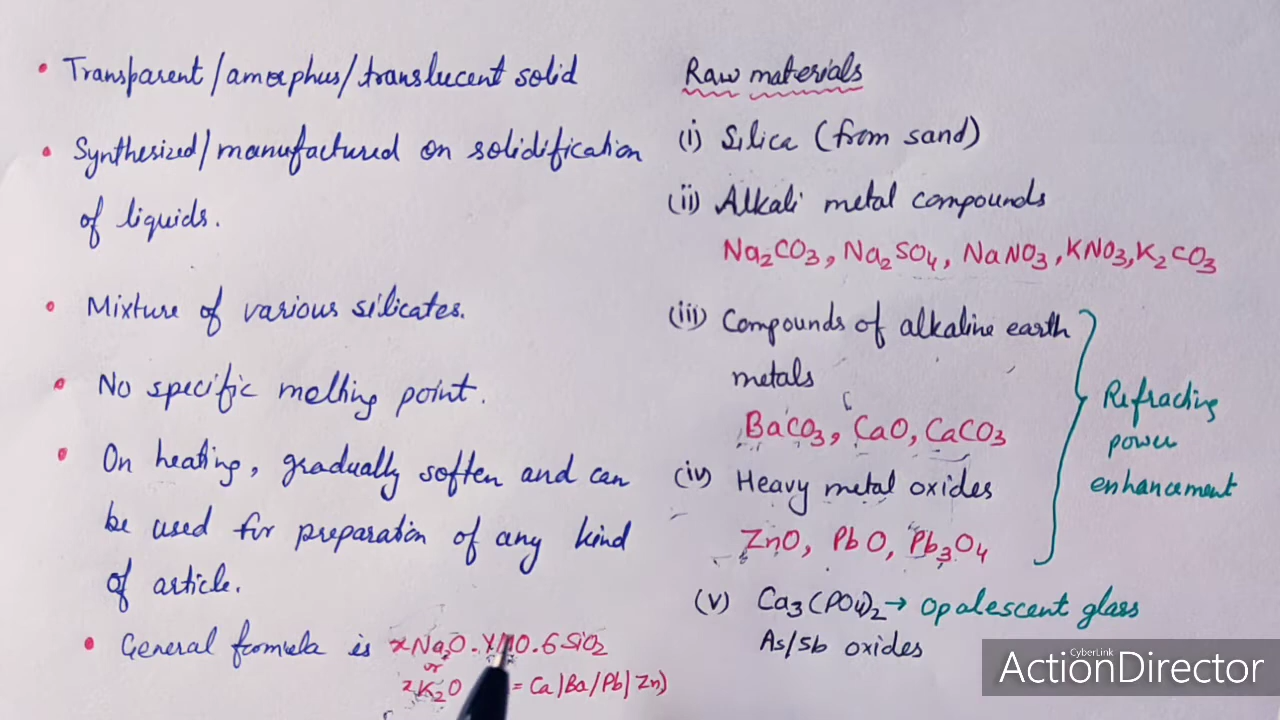 • Transparent/amorphus/translucent solid
• Synthesized/manufactured on solidification
of liquids.
• Mixture of various silicates.
• No specific melting point.
• On heating, gradually soften and can
be used for preparation of any kind
of article.
• General formula is xNa₂O.YMO.6SiO₂
or
xK₂O = Ca/Ba/Pb/Zn)
Raw materials
(i) Silica (from sand)
(ii) Alkali metal compounds
Na₂CO₃, Na₂SO₄, NaNO₃, KNO₃, K₂CO₃
(iii) Compounds of alkaline earth
metals
BaCO₃, CaO, CaCO₃
(iv) Heavy metal oxides
ZnO, PbO, Pb₃O₄
Refracting
power
enhancement
(v) Ca₃(PO₄)₂ → opalescent glass
As/Sb oxides
CyberLink
ActionDirector